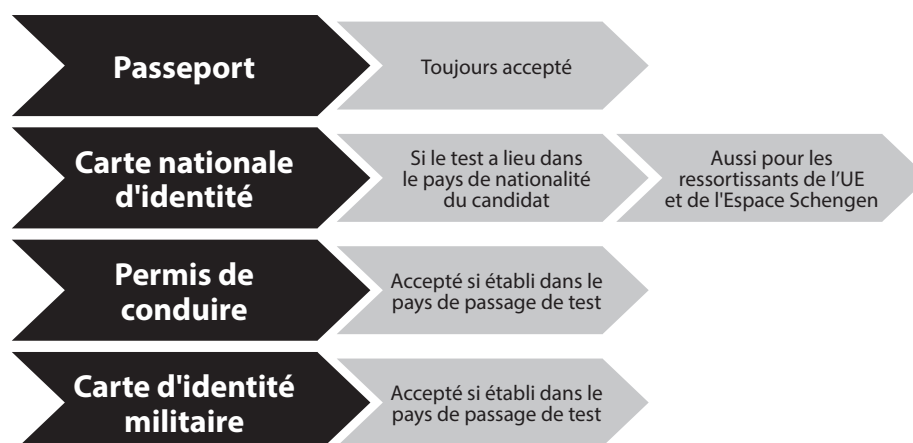 Passeport
Toujours accepté
Carte nationale
d'identité
Si le test a lieu dans
le pays de nationalité
du candidat
Aussi pour les
ressortissants de l’UE
et de l'Espace Schengen
Permis de
conduire
Accepté si établi dans le
pays de passage de test
Carte d'identité
militaire
Accepté si établi dans le
pays de passage de test